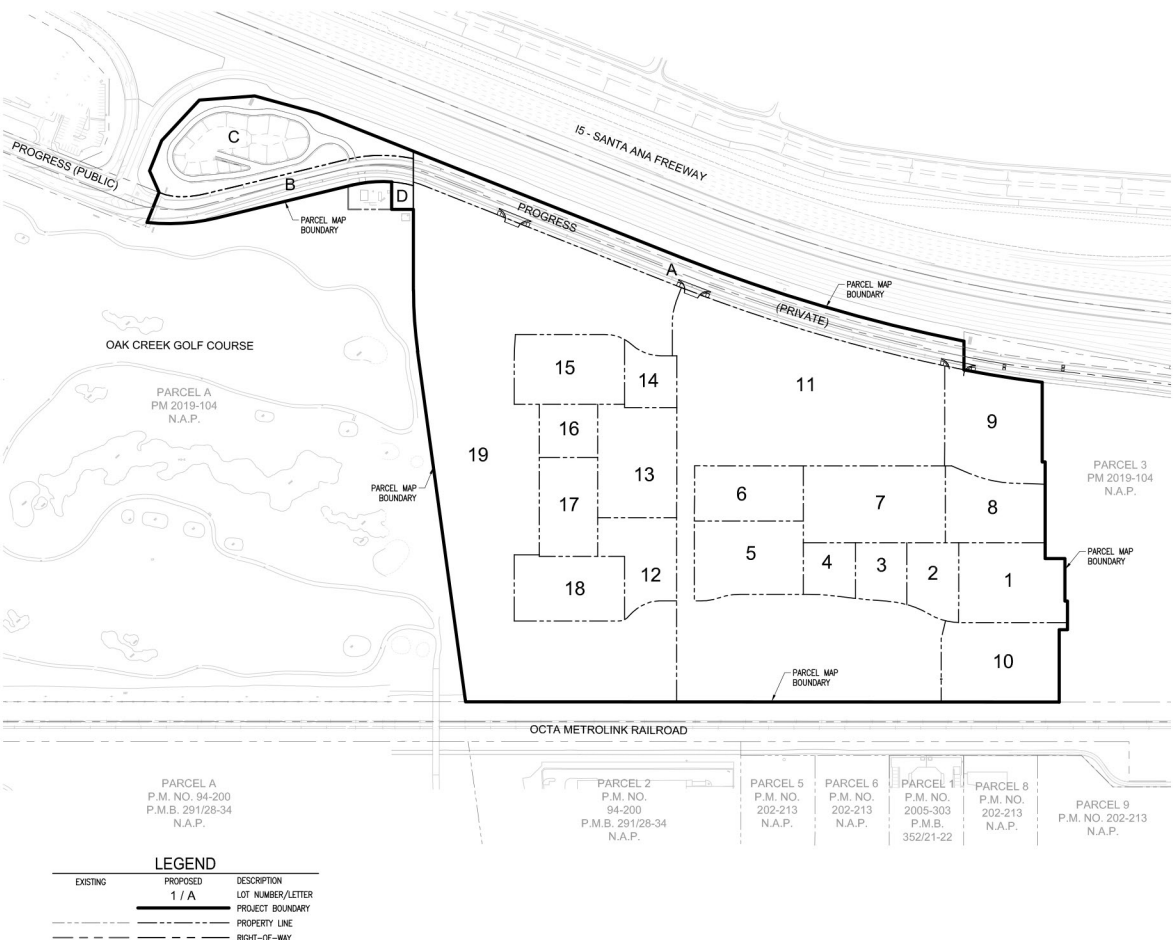 I5 - SANTA ANA FREEWAY
C
PROGRESS (PUBLIC)
B
D
PARCEL MAP
BOUNDARY
PROGRESS
A
PARCEL MAP
BOUNDARY
(PRIVATE)
OAK CREEK GOLF COURSE
15
14
11
PARCEL A
PM 2019-104
N.A.P.
16
9
19
13
PARCEL 3
PM 2019-104
N.A.P.
PARCEL MAP
BOUNDARY
6
7
17
8
5
4
3
2
1
PARCEL MAP
BOUNDARY
12
18
10
PARCEL MAP
BOUNDARY
OCTA METROLINK RAILROAD
PARCEL A
P.M. NO. 94-200
P.M.B. 291/28-34
N.A.P.
PARCEL 2
P.M. NO.
94-200
P.M.B. 291/28-34
N.A.P.
PARCEL 5
P.M. NO.
202-213
N.A.P.
PARCEL 6
P.M. NO.
202-213
N.A.P.
PARCEL 1
P.M. NO.
2005-303
P.M.B.
352/21-22
PARCEL 8
P.M. NO.
202-213
N.A.P.
PARCEL 9
P.M. NO. 202-213
N.A.P.
LEGEND
EXISTING PROPOSED DESCRIPTION
1 / A LOT NUMBER/LETTER
PROJECT BOUNDARY
PROPERTY LINE
RIGHT-OF-WAY